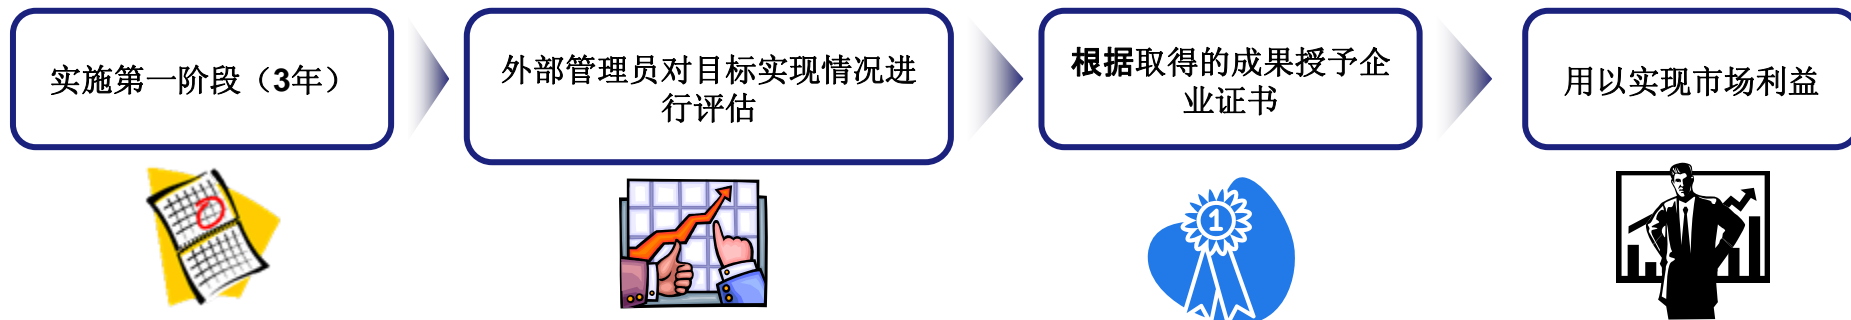 实施第一阶段（3年）
外部管理员对目标实现情况进
行评估
根据取得的成果授予企
业证书
用以实现市场利益
1